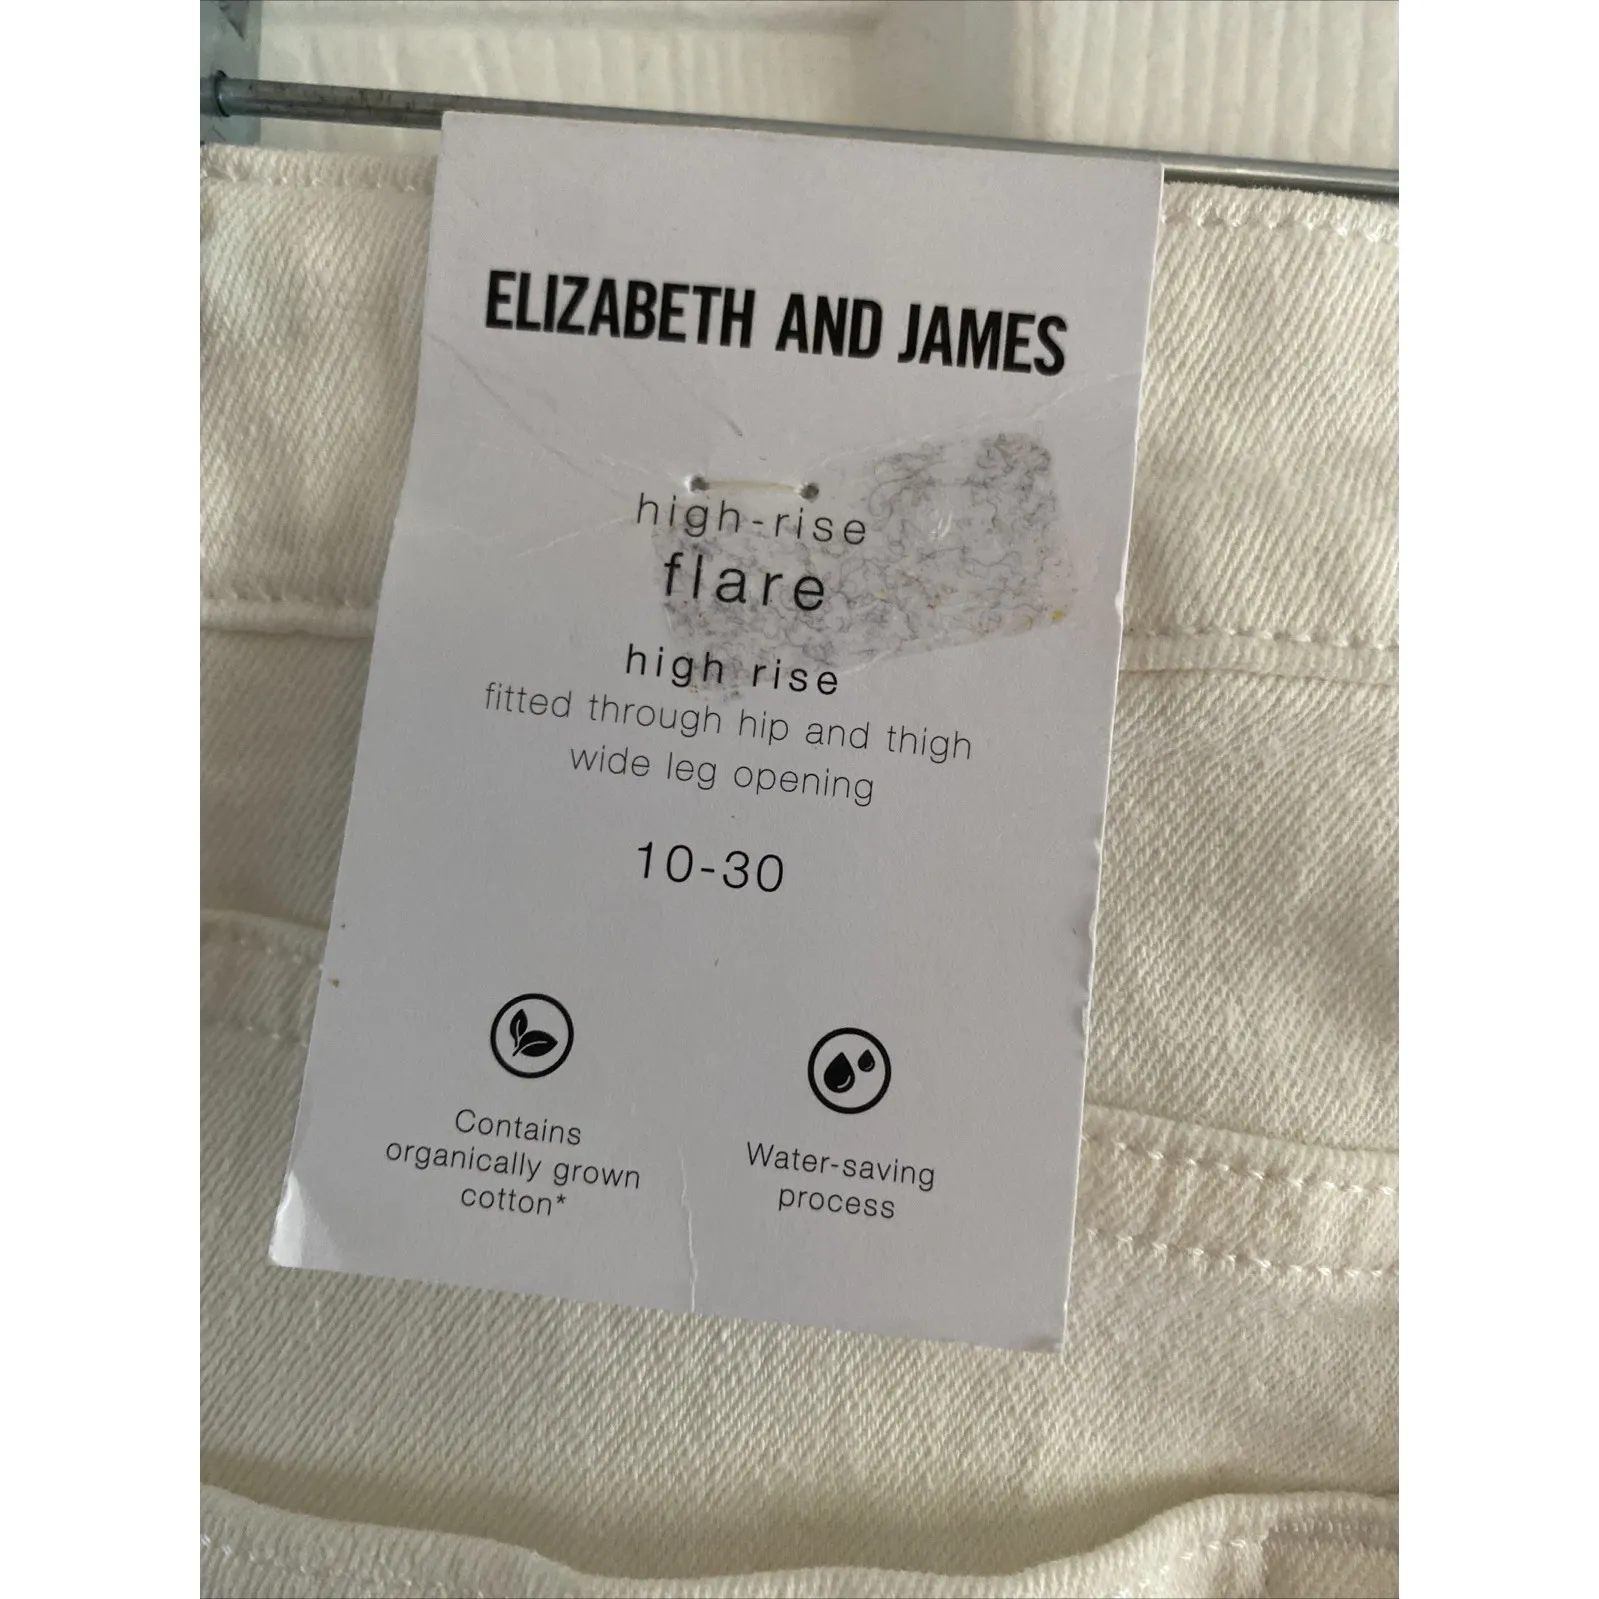 ELIZABETH AND JAMES
high-rise
flare
high rise
fitted through hip and thigh
wide leg opening
10-30
Contains
organically grown
cotton*
Water-saving
process